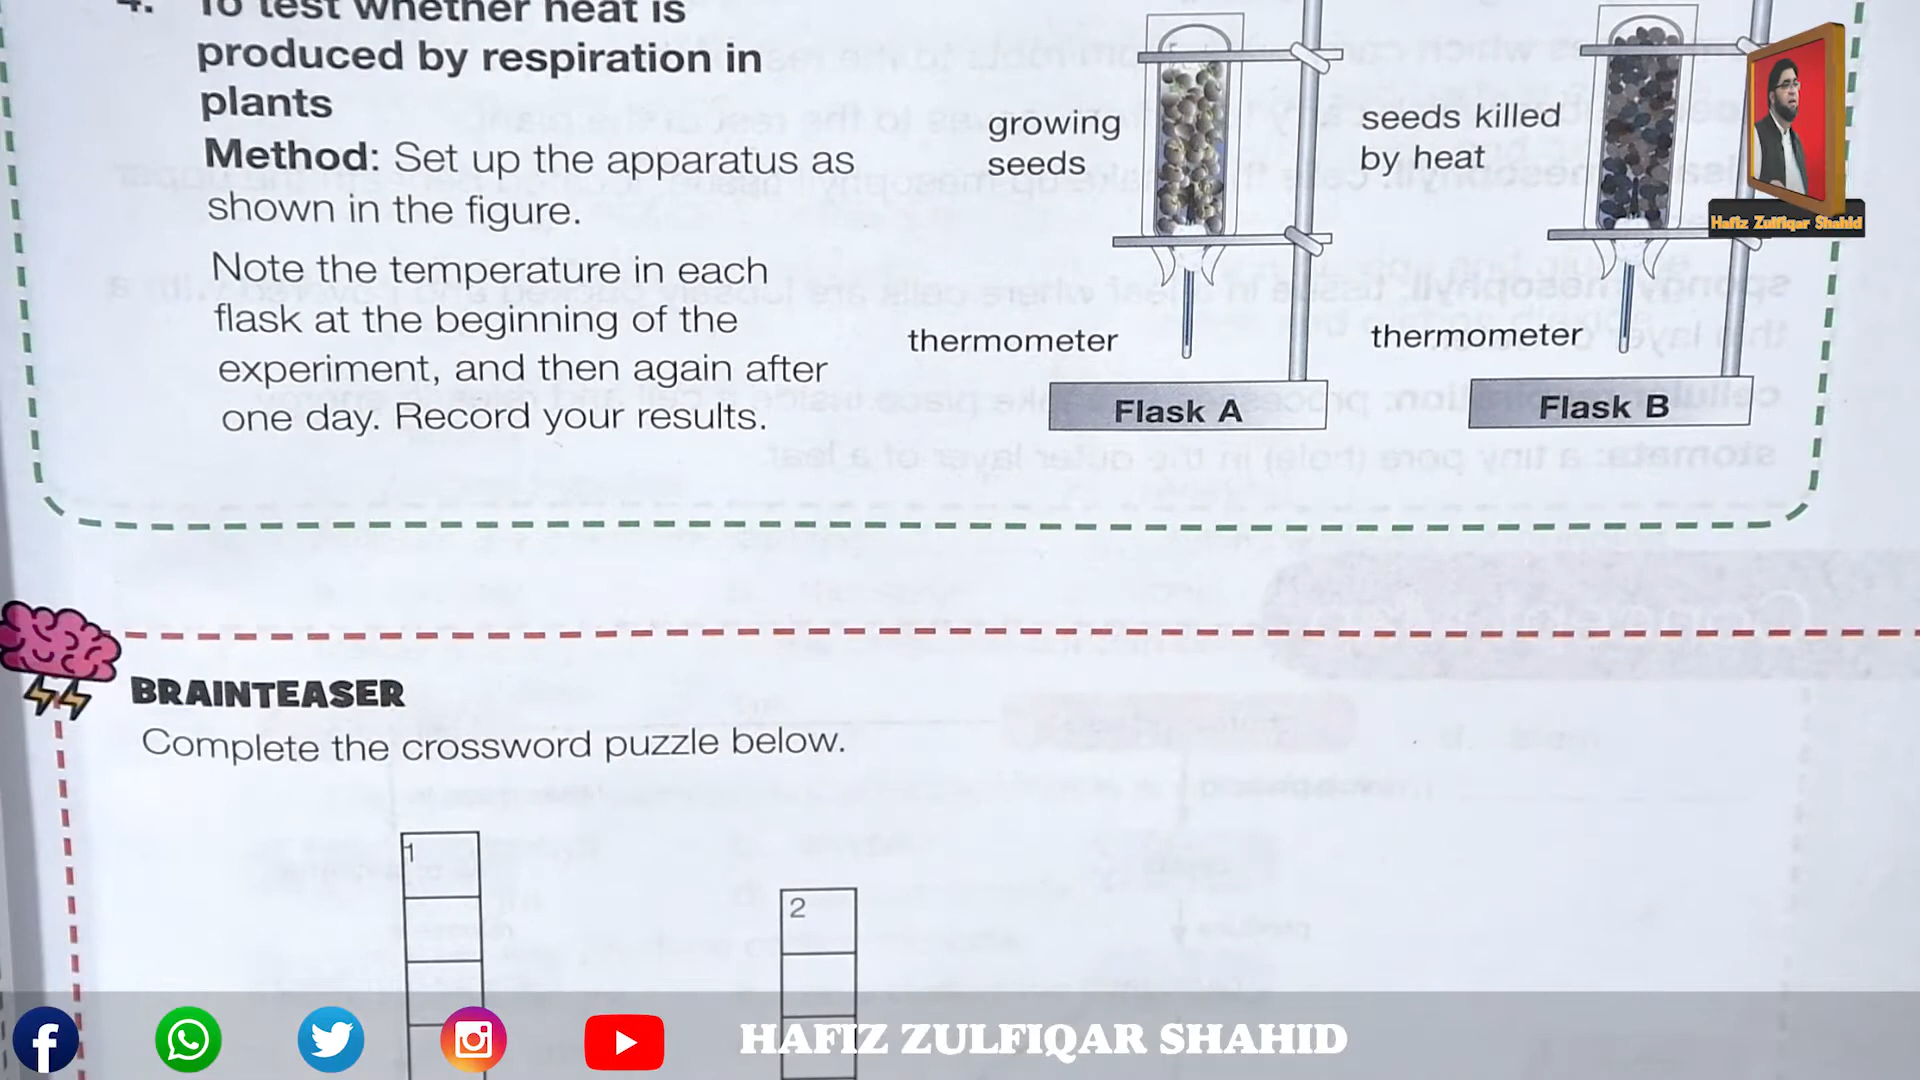 4. To test whether heat is
produced by respiration in
plants
Method: Set up the apparatus as
shown in the figure.
Note the temperature in each
flask at the beginning of the
experiment, and then again after
one day. Record your results.
growing
seeds
thermometer
Flask A
seeds killed
by heat
thermometer
Flask B
Hafiz Zulfiqar Shahid
BRAINTEASER
Complete the crossword puzzle below.
1
2
HAFIZ ZULFIQAR SHAHID